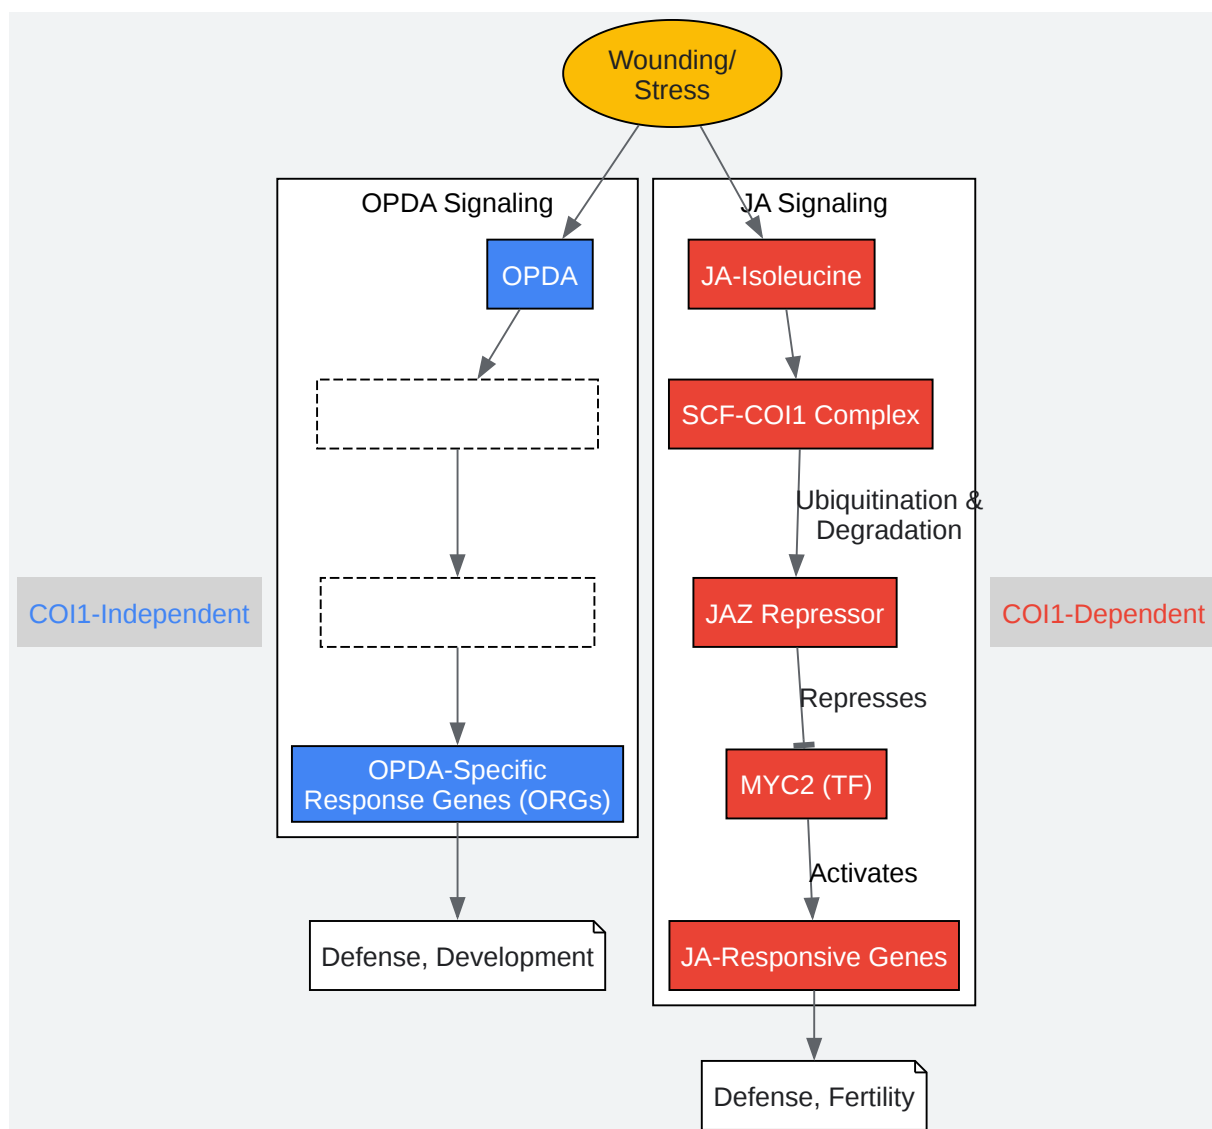 Wounding/
Stress
OPDA Signaling
JA Signaling
OPDA
JA-Isoleucine
SCF-COI1 Complex
Ubiquitination &
Degradation
COI1-Independent
JAZ Repressor
COI1-Dependent
Represses
OPDA-Specific
Response Genes (ORGs)
MYC2 (TF)
Activates
Defense, Development
JA-Responsive Genes
Defense, Fertility